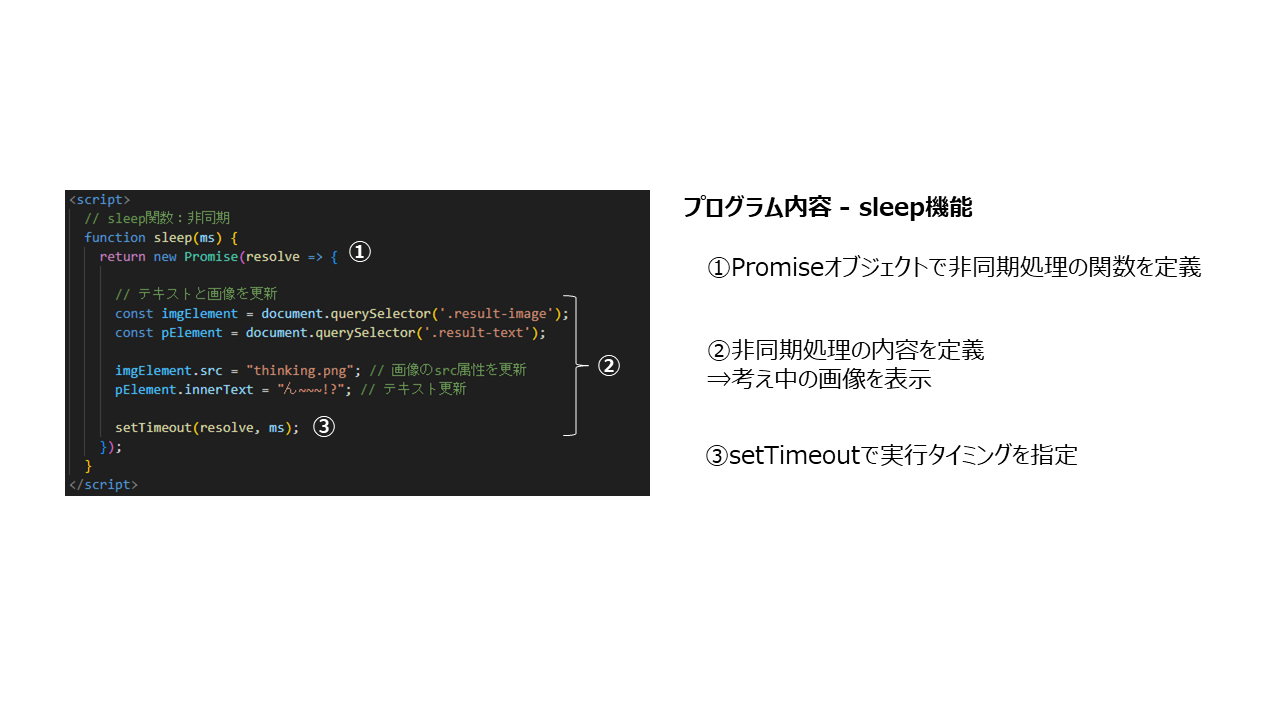 <script>
// sleep関数：非同期
function sleep(ms) {
return new Promise(resolve => { ①
// テキストと画像を更新
const imgElement = document.querySelector('.result-image');
const pElement = document.querySelector('.result-text');
②
imgElement.src = "thinking.png"; // 画像のsrc属性を更新
pElement.innerText = "ん~~~!?"; // テキスト更新
setTimeout(resolve, ms); ③
});
}
</script>
プログラム内容 - sleep機能
①Promiseオブジェクトで非同期処理の関数を定義
②非同期処理の内容を定義
⇒考え中の画像を表示
③setTimeoutで実行タイミングを指定